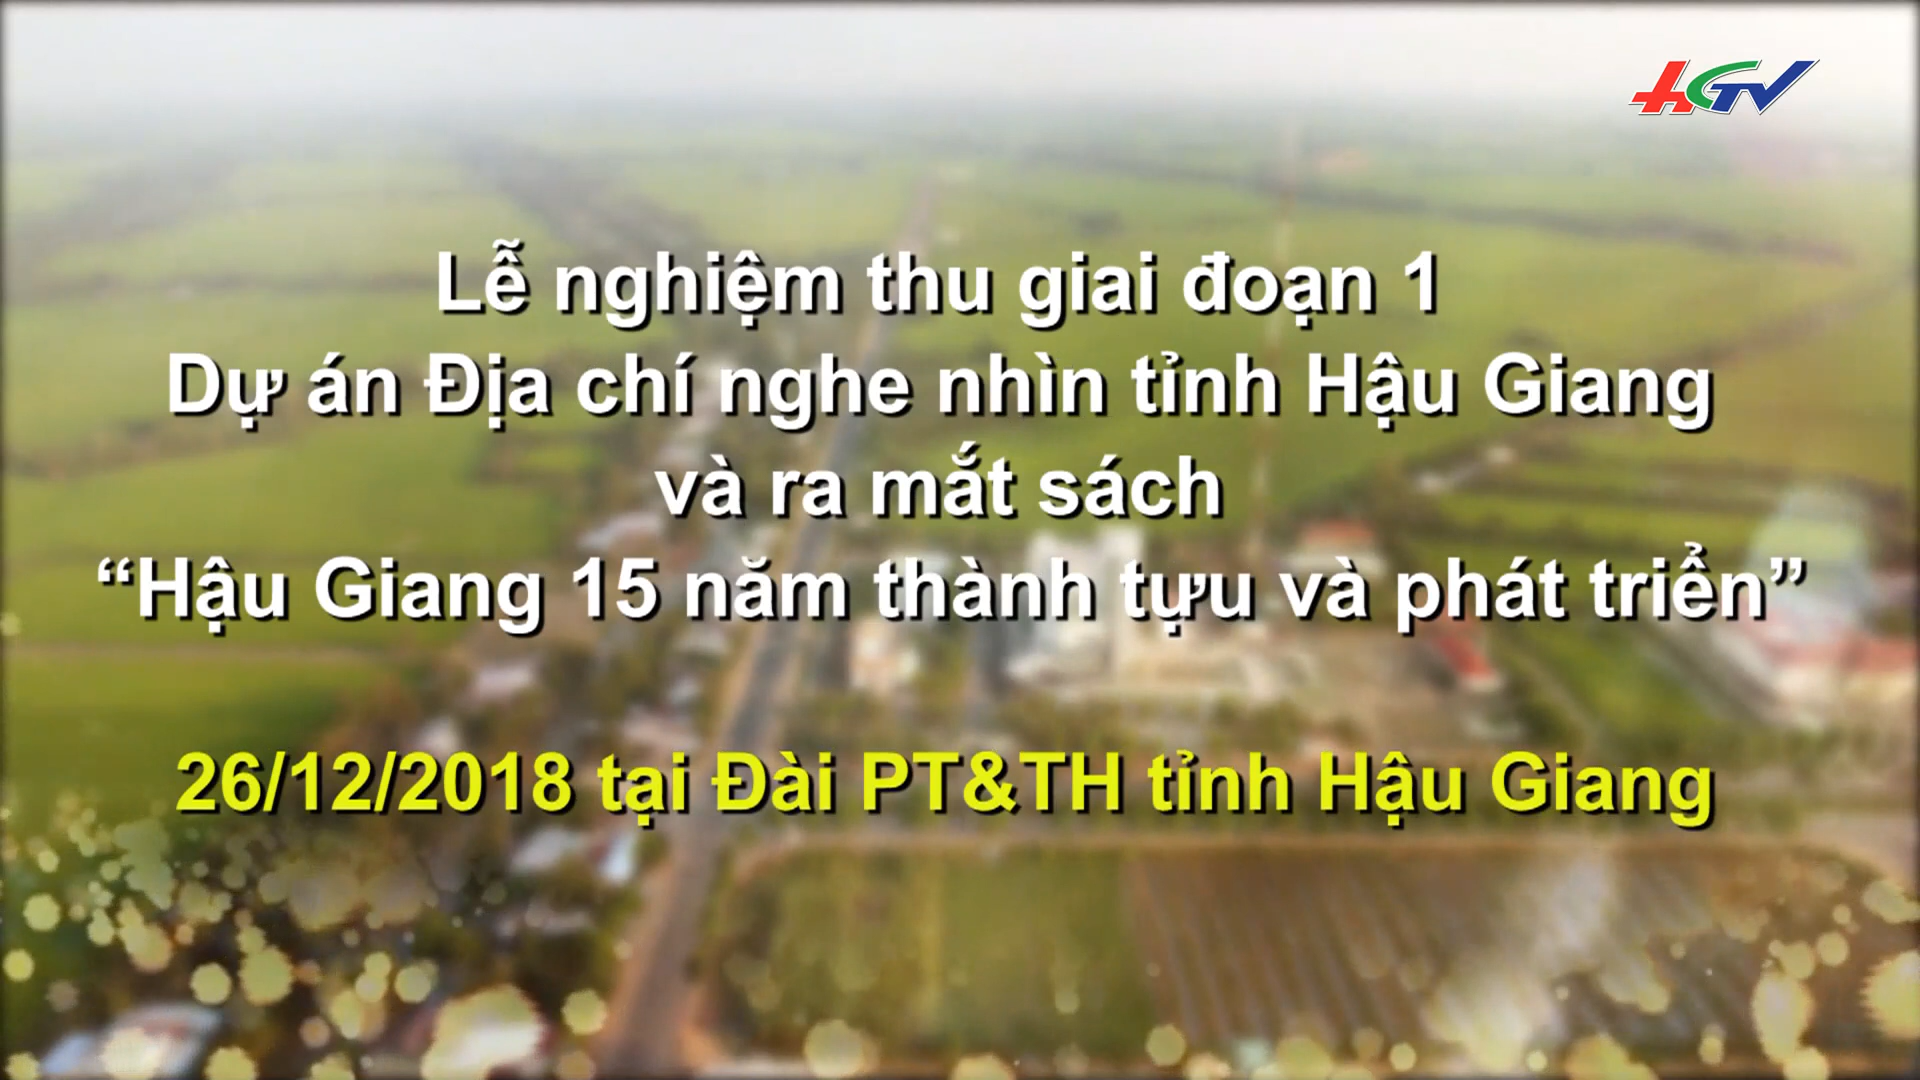 HGTV
Lễ nghiệm thu giai đoạn 1
Dự án Địa chí nghe nhìn tỉnh Hậu Giang
và ra mắt sách
“Hậu Giang 15 năm thành tựu và phát triển”
26/12/2018 tại Đài PT&TH tỉnh Hậu Giang